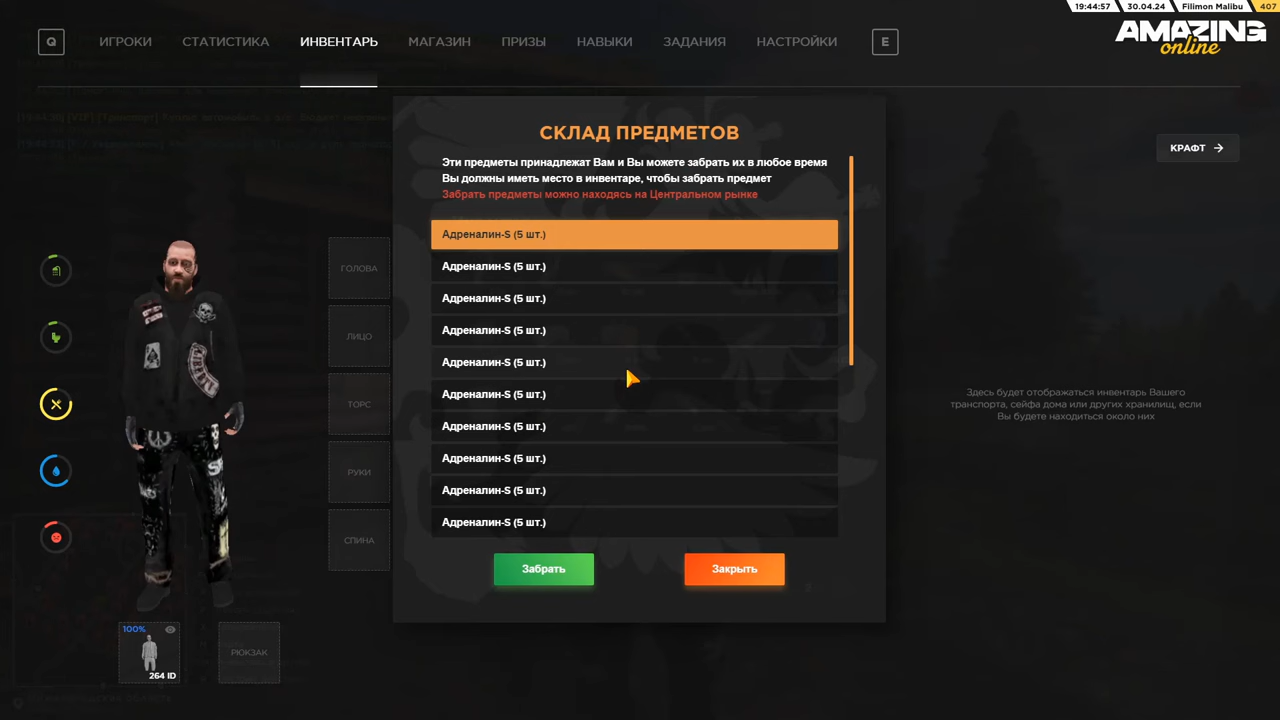 19:44:57 30.04.24 Filimon Malibu 407
AMAZING
online
Q ИГРОКИ СТАТИСТИКА ИНВЕНТАРЬ МАГАЗИН ПРИЗЫ НАВЫКИ ЗАДАНИЯ НАСТРОЙКИ E
СКЛАД ПРЕДМЕТОВ
Эти предметы принадлежат Вам и Вы можете забрать их в любое время
Вы должны иметь место в инвентаре, чтобы забрать предмет
Забрать предметы можно находясь на Центральном рынке
КРАФТ →
Адреналин-S (5 шт.)
Адреналин-S (5 шт.)
Адреналин-S (5 шт.)
Адреналин-S (5 шт.)
Адреналин-S (5 шт.)
Адреналин-S (5 шт.)
Адреналин-S (5 шт.)
Адреналин-S (5 шт.)
Адреналин-S (5 шт.)
Адреналин-S (5 шт.)
Забрать Закрыть
ГОЛОВА
ЛИЦО
ТОРС
РУКИ
СПИНА
Здесь будет отображаться инвентарь Вашего
транспорта, сейфа дома или других хранилищ, если
Вы будете находиться около них
100%
264 ID
РЮКЗАК